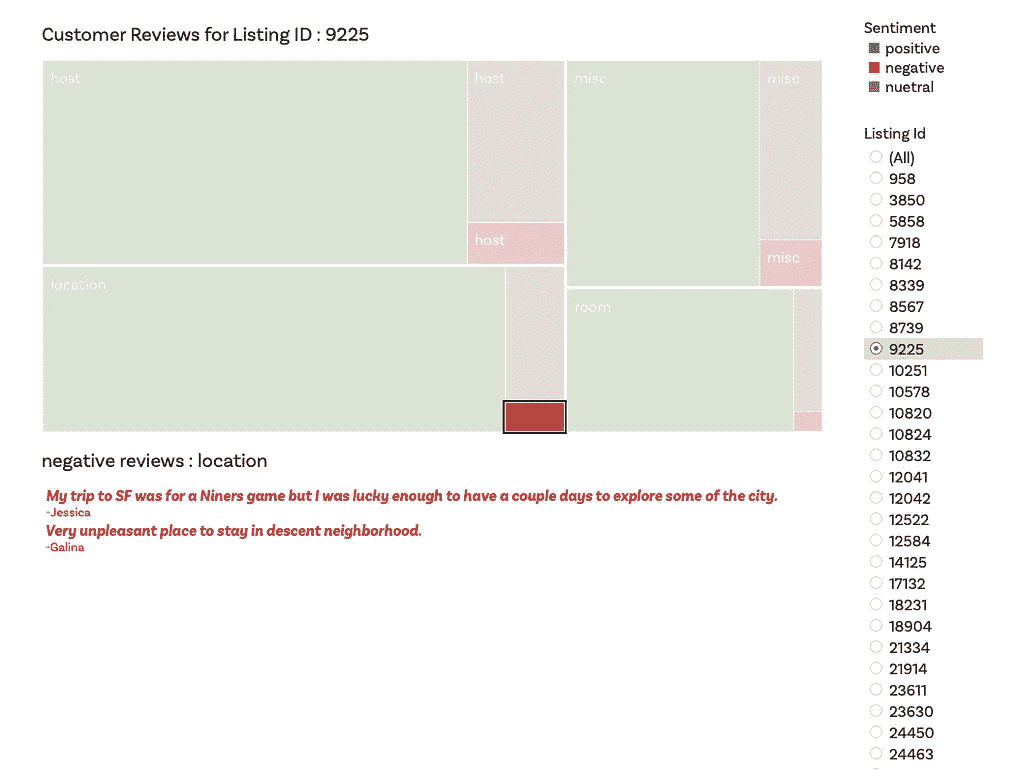 Customer Reviews for Listing ID : 9225
host
host
misc
misc
host
misc
location
room
negative reviews : location
My trip to SF was for a Niners game but I was lucky enough to have a couple days to explore some of the city.
-Jessica
Very unpleasant place to stay in descent neighborhood.
-Galina
Sentiment
positive
negative
nuetral
Listing Id
(All)
958
3850
5858
7918
8142
8339
8567
8739
9225
10251
10578
10820
10824
10832
12041
12042
12522
12584
14125
17132
18231
18904
21334
21914
23611
23630
24450
24463